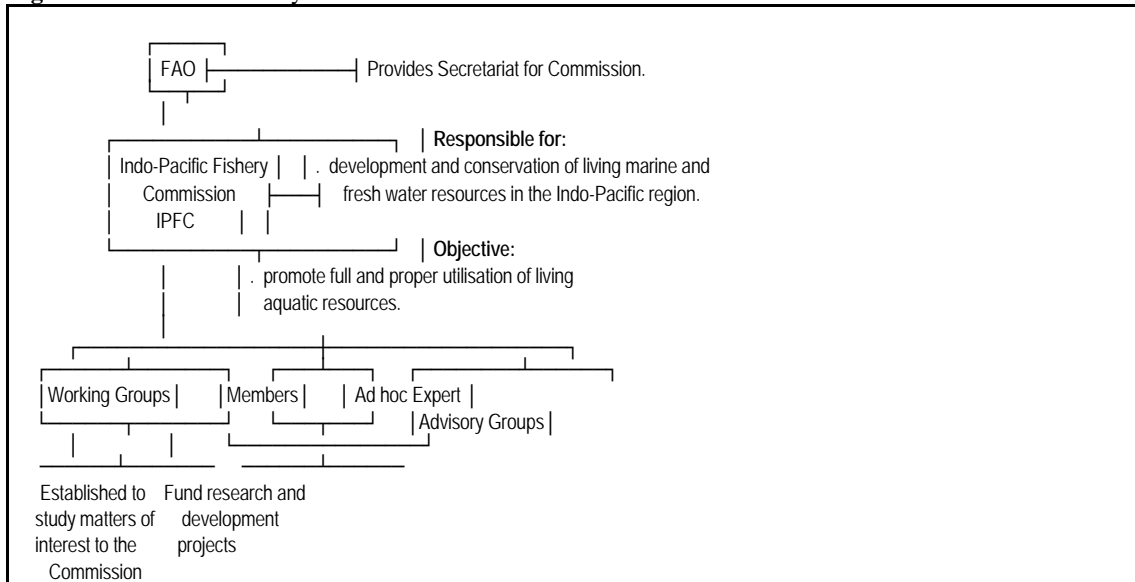 FAO Provides Secretariat for Commission.
Responsible for:
Indo-Pacific Fishery . development and conservation of living marine and
Commission fresh water resources in the Indo-Pacific region.
IPFC
Objective:
. promote full and proper utilisation of living
aquatic resources.
Working Groups Members Ad hoc Expert
Advisory Groups
Established to Fund research and
study matters of development
interest to the projects
Commission